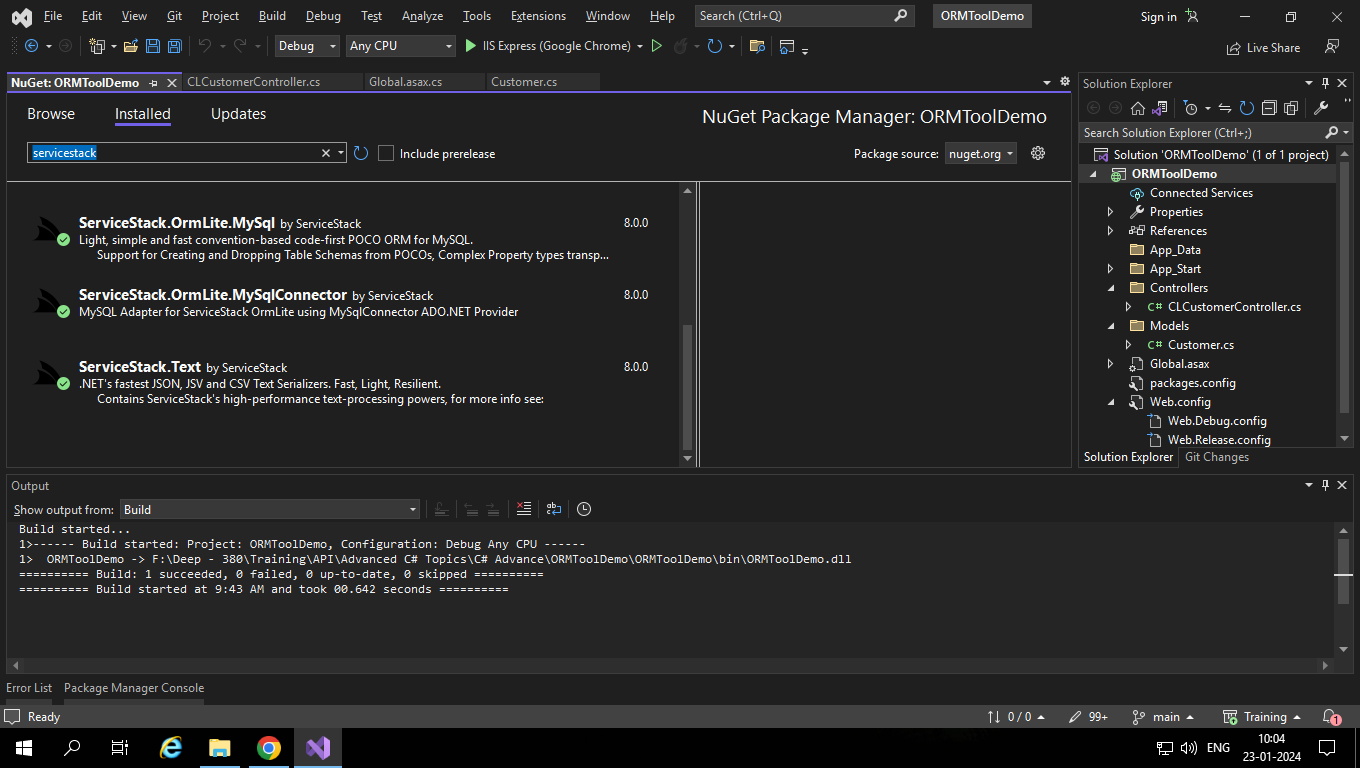 File Edit View Git Project Build Debug Test Analyze Tools Extensions Window Help Search (Ctrl+Q) ORMToolDemo Sign in
Debug Any CPU IIS Express (Google Chrome) Live Share
NuGet: ORMToolDemo CLCustomerController.cs Global.asax.cs Customer.cs
Browse Installed Updates NuGet Package Manager: ORMToolDemo
servicestack Include prerelease Package source: nuget.org
ServiceStack.OrmLite.MySql by ServiceStack 8.0.0
Light, simple and fast convention-based code-first POCO ORM for MySQL.
Support for Creating and Dropping Table Schemas from POCOs, Complex Property types transp...
ServiceStack.OrmLite.MySqlConnector by ServiceStack 8.0.0
MySQL Adapter for ServiceStack OrmLite using MySqlConnector ADO.NET Provider
ServiceStack.Text by ServiceStack 8.0.0
.NET's fastest JSON, JSV and CSV Text Serializers. Fast, Light, Resilient.
Contains ServiceStack's high-performance text-processing powers, for more info see:
Solution Explorer
Search Solution Explorer (Ctrl+;)
Solution 'ORMToolDemo' (1 of 1 project)
ORMToolDemo
Connected Services
Properties
References
App_Data
App_Start
Controllers
C# CLCustomerController.cs
Models
C# Customer.cs
Global.asax
packages.config
Web.config
Web.Debug.config
Web.Release.config
Solution Explorer Git Changes
Output
Show output from: Build
Build started...
1>------ Build started: Project: ORMToolDemo, Configuration: Debug Any CPU ------
1>  ORMToolDemo -> F:\Deep - 380\Training\API\Advanced C# Topics\C# Advance\ORMToolDemo\ORMToolDemo\bin\ORMToolDemo.dll
========== Build: 1 succeeded, 0 failed, 0 up-to-date, 0 skipped ==========
========== Build started at 9:43 AM and took 00.642 seconds ==========
Error List Package Manager Console
Ready 0 / 0 99+ main Training 1
ENG 10:04
23-01-2024